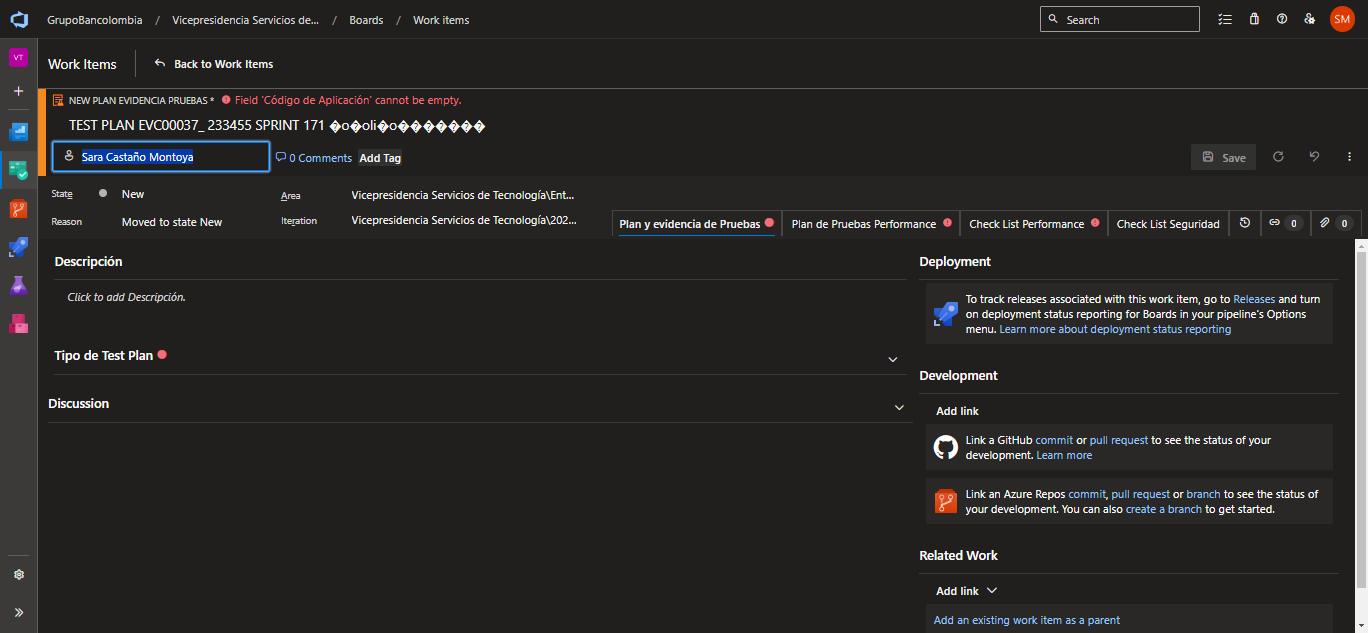 GrupoBancolombia / Vicepresidencia Servicios de... / Boards / Work items
Search
SM
VT
Work Items
Back to Work Items
NEW PLAN EVIDENCIA PRUEBAS * Field 'Código de Aplicación' cannot be empty.
TEST PLAN EVC00037_ 233455 SPRINT 171 �o�oli�o�������
Sara Castaño Montoya
0 Comments
Add Tag
Save
State
New
Area
Vicepresidencia Servicios de Tecnología\Ent...
Reason
Moved to state New
Iteration
Vicepresidencia Servicios de Tecnología\202...
Plan y evidencia de Pruebas
Plan de Pruebas Performance
Check List Performance
Check List Seguridad
0
0
Descripción
Click to add Descripción.
Tipo de Test Plan
Discussion
Deployment
To track releases associated with this work item, go to Releases and turn
on deployment status reporting for Boards in your pipeline's Options
menu. Learn more about deployment status reporting
Development
Add link
Link a GitHub commit or pull request to see the status of your
development. Learn more
Link an Azure Repos commit, pull request or branch to see the status of
your development. You can also create a branch to get started.
Related Work
Add link
Add an existing work item as a parent